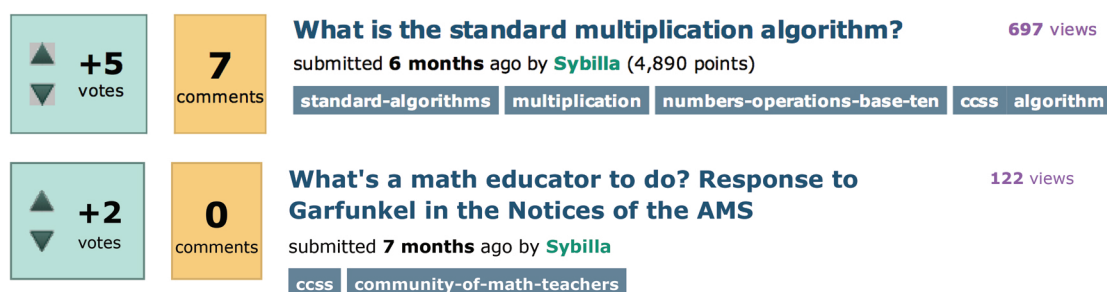 +5
votes
7
comments
What is the standard multiplication algorithm?
697 views
submitted 6 months ago by Sybilla (4,890 points)
standard-algorithms multiplication numbers-operations-base-ten ccss algorithm
+2
votes
0
comments
What's a math educator to do? Response to
Garfunkel in the Notices of the AMS
122 views
submitted 7 months ago by Sybilla
ccss community-of-math-teachers